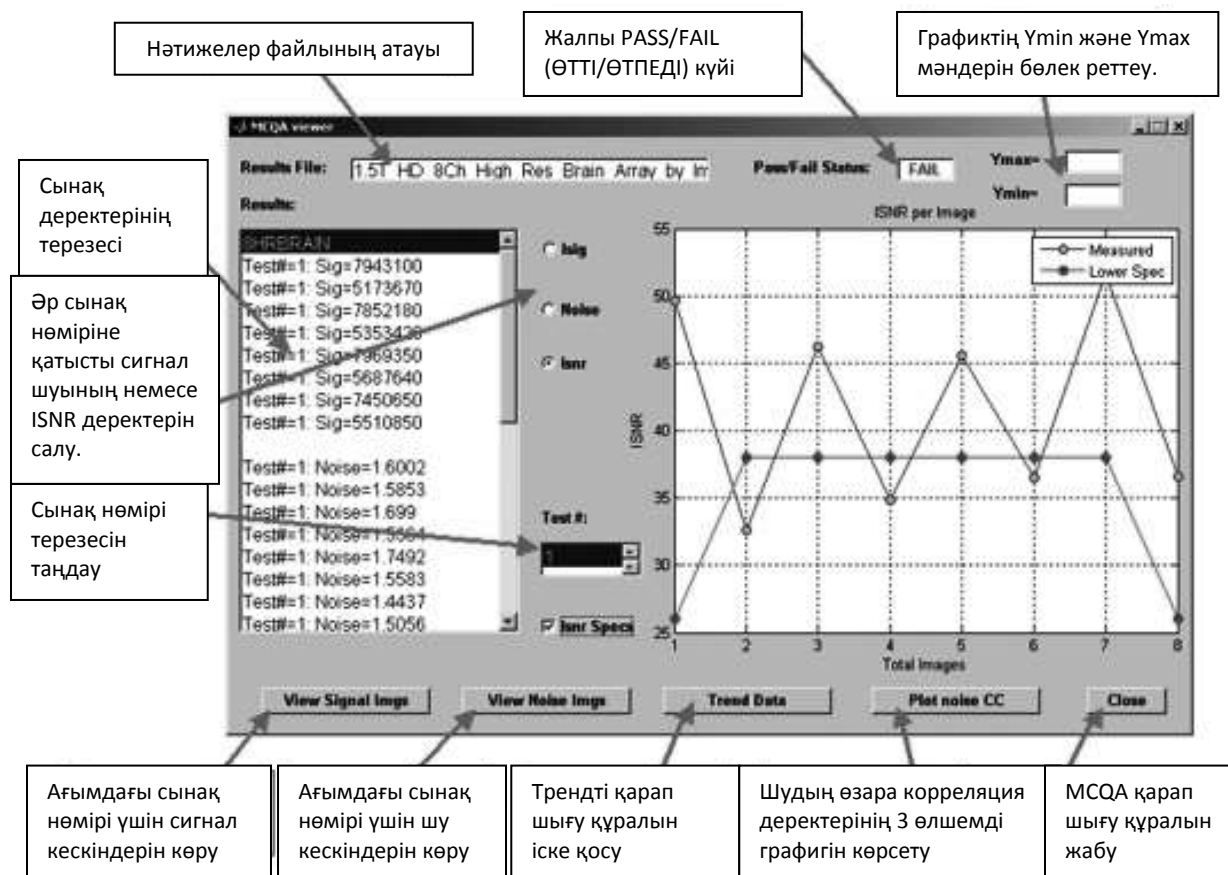 Нәтижелер файлының атауы
Жалпы PASS/FAIL
(ӨТТІ/ӨТПЕДІ) күйі
Графиктің Ymin және Ymax
мәндерін бөлек реттеу.
MCQA viewer
Results File:
1.5T HD 8Ch High Res Brain Array by Im
Pass/Fail Status:
FAIL
Ymax=
Ymin=
Сынақ
деректерінің
терезесі
Әр сынақ
нөміріне
қатысты сигнал
шуының немесе
ISNR деректерін
салу.
Сынақ нөмірі
терезесін
таңдау
Results:
8HRBRAIN
Test#=1: Sig=7943100
Test#=1: Sig=5173670
Test#=1: Sig=7852180
Test#=1: Sig=5353420
Test#=1: Sig=7969350
Test#=1: Sig=5687640
Test#=1: Sig=7450650
Test#=1: Sig=5510850
Test#=1: Noise=1.6002
Test#=1: Noise=1.5853
Test#=1: Noise=1.699
Test#=1: Noise=1.5564
Test#=1: Noise=1.7492
Test#=1: Noise=1.5583
Test#=1: Noise=1.4437
Test#=1: Noise=1.5056
Isig
Noise
Isnr
Test #:
1
Isnr Specs
ISNR per Image
Measured
Lower Spec
ISNR
55
50
45
40
35
30
25
1 2 3 4 5 6 7 8
Total Images
View Signal Imgs
View Noise Imgs
Trend Data
Plot noise CC
Close
Ағымдағы сынақ
нөмірі үшін сигнал
кескіндерін көру
Ағымдағы сынақ
нөмірі үшін шу
кескіндерін көру
Трендті қарап
шығу құралын
іске қосу
Шудың өзара корреляция
деректерінің 3 өлшемді
графигін көрсету
MCQA қарап
шығу құралын
жабу